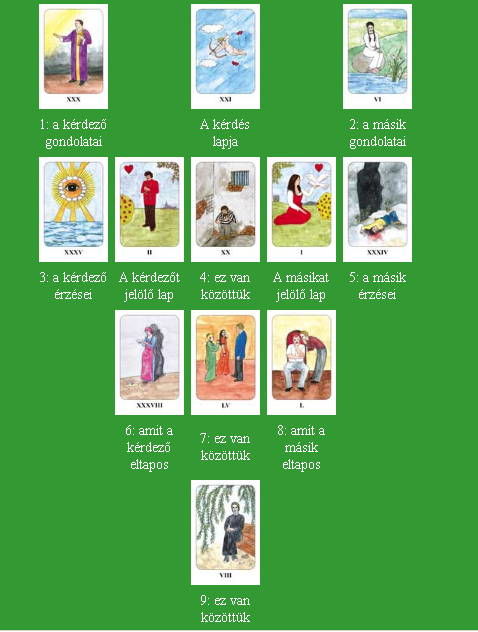 XXX
XXI
VI
1: a kérdező
gondolatai
A kérdés
lapja
2: a másik
gondolatai
XXXV
II
XX
I
XXXIV
3: a kérdező
érzései
A kérdezőt
jelölő lap
4: ez van
közöttük
A másikat
jelölő lap
5: a másik
érzései
XXXVIII
LV
L
6: amit a
kérdező
eltapos
7: ez van
közöttük
8: amit a
másik
eltapos
VIII
9: ez van
közöttük